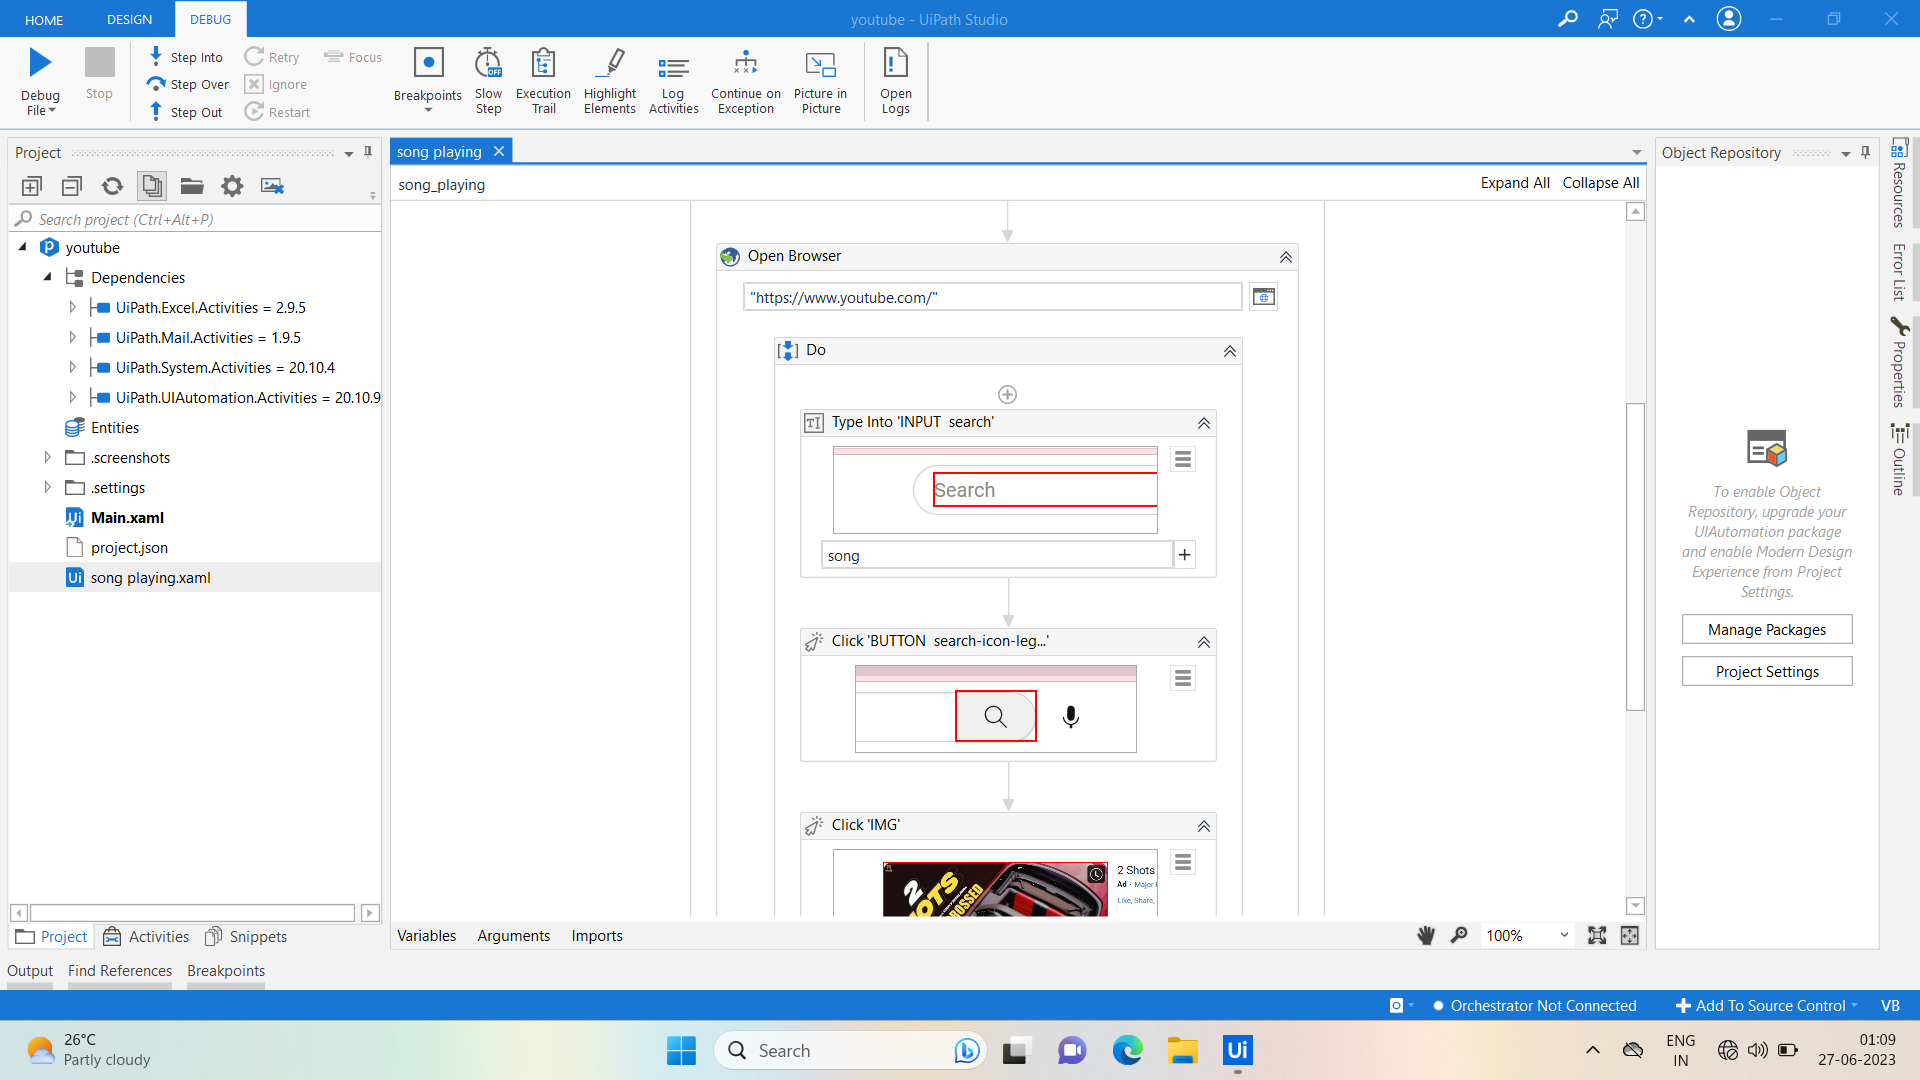 HOME
DESIGN
DEBUG
youtube - UiPath Studio
Debug File
Stop
Step Into
Step Over
Step Out
Retry
Ignore
Restart
Focus
Breakpoints
Slow Step
OFF
Execution Trail
Highlight Elements
Log Activities
Continue on Exception
Picture in Picture
Open Logs
Project
Search project (Ctrl+Alt+P)
youtube
Dependencies
UiPath.Excel.Activities = 2.9.5
UiPath.Mail.Activities = 1.9.5
UiPath.System.Activities = 20.10.4
UiPath.UIAutomation.Activities = 20.10.9
Entities
.screenshots
.settings
Main.xaml
project.json
song playing.xaml
Project
Activities
Snippets
song playing
song_playing
Expand All
Collapse All
Open Browser
"https://www.youtube.com/"
Do
Type Into 'INPUT search'
Search
song
Click 'BUTTON search-icon-leg...'
Click 'IMG'
2 SHOTS
2 Shots
Ad · Major
Like, Share,
Variables
Arguments
Imports
100%
Object Repository
To enable Object
Repository, upgrade your
UIAutomation package
and enable Modern Design
Experience from Project
Settings.
Manage Packages
Project Settings
Resources
Error List
Properties
Outline
Output
Find References
Breakpoints
Orchestrator Not Connected
Add To Source Control
VB
26°C
Partly cloudy
Search
Ui
ENG
IN
01:09
27-06-2023